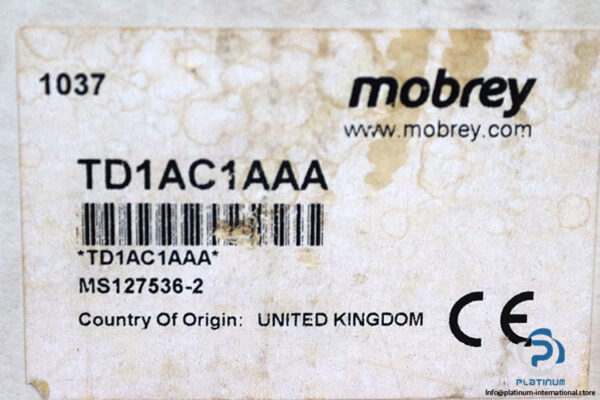 1037
mobrey
www.mobrey.com
TD1AC1AAA
*TD1AC1AAA*
MS127536-2
Country Of Origin: UNITED KINGDOM
CE
PLATINUM
info@platinum-international.store